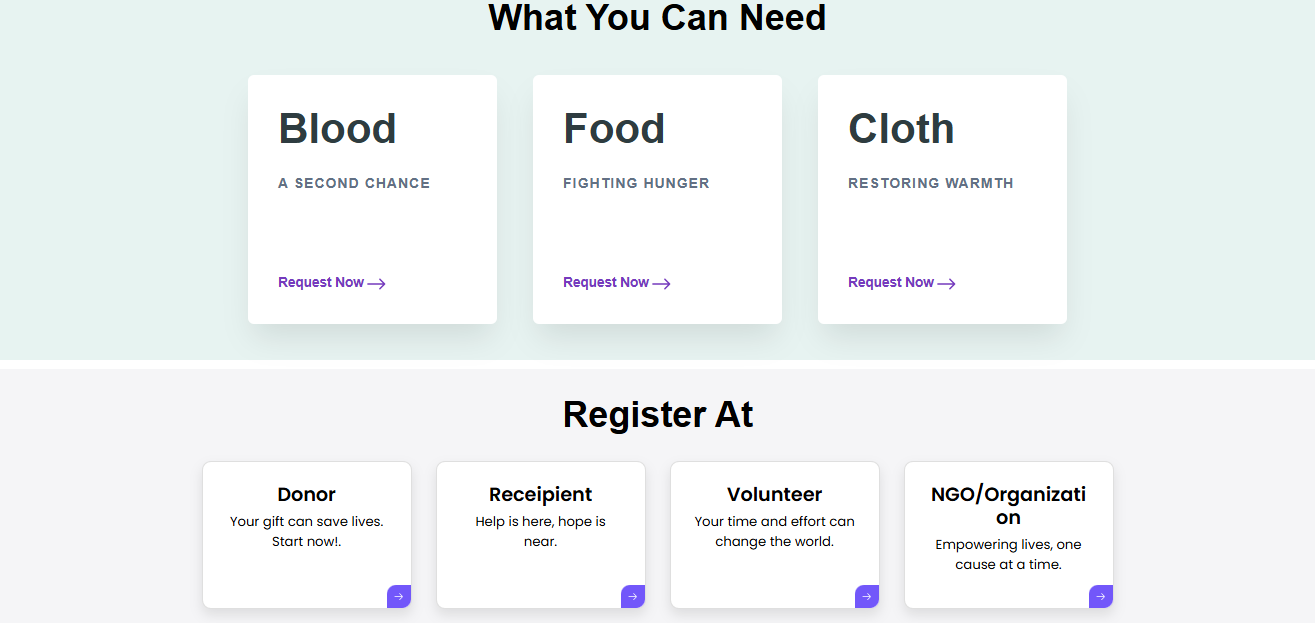 What You Can Need
Blood
A SECOND CHANCE
Request Now
Food
FIGHTING HUNGER
Request Now
Cloth
RESTORING WARMTH
Request Now
Register At
Donor
Your gift can save lives.
Start now!.
Receipient
Help is here, hope is
near.
Volunteer
Your time and effort can
change the world.
NGO/Organizati
on
Empowering lives, one
cause at a time.